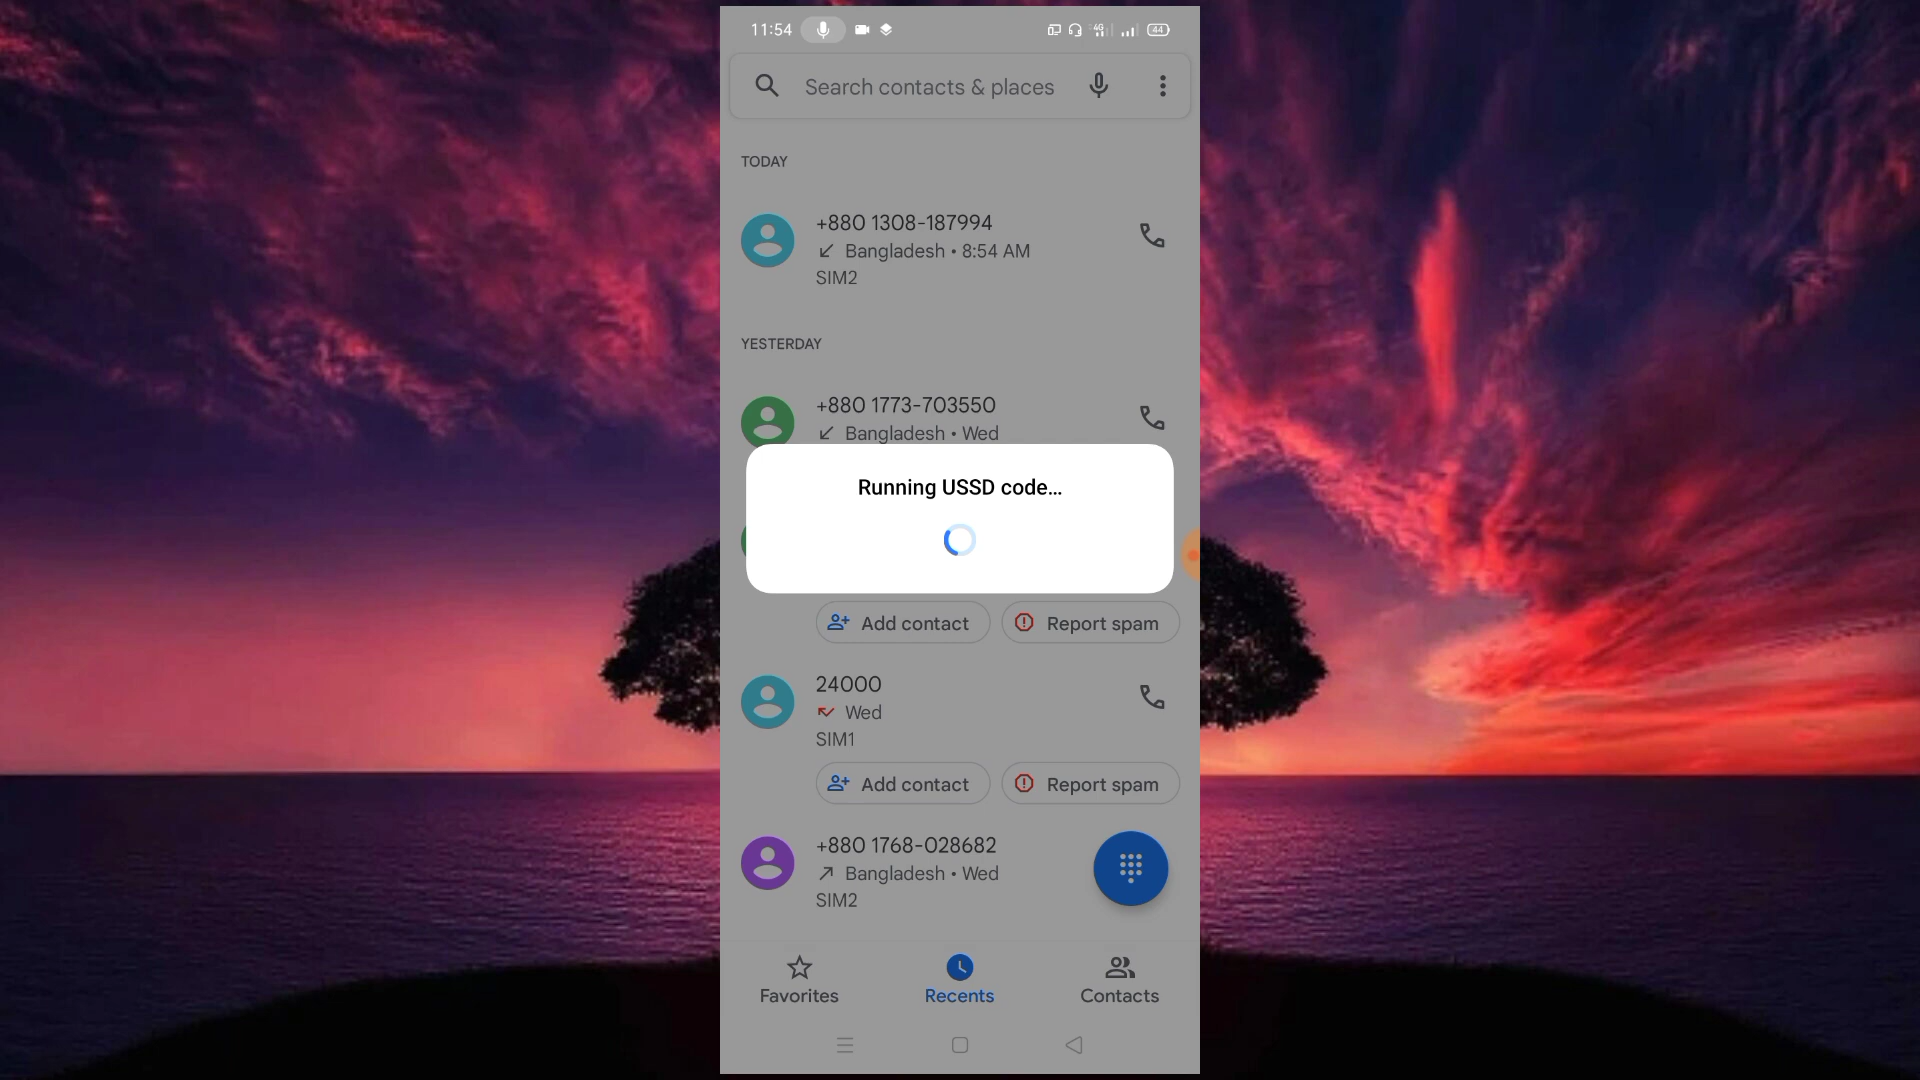 11:54
4G
44
Search contacts & places
TODAY
+880 1308-187994
Bangladesh • 8:54 AM
SIM2
YESTERDAY
+880 1773-703550
Bangladesh • Wed
Running USSD code...
Add contact
Report spam
24000
Wed
SIM1
Add contact
Report spam
+880 1768-028682
Bangladesh • Wed
SIM2
Favorites
Recents
Contacts